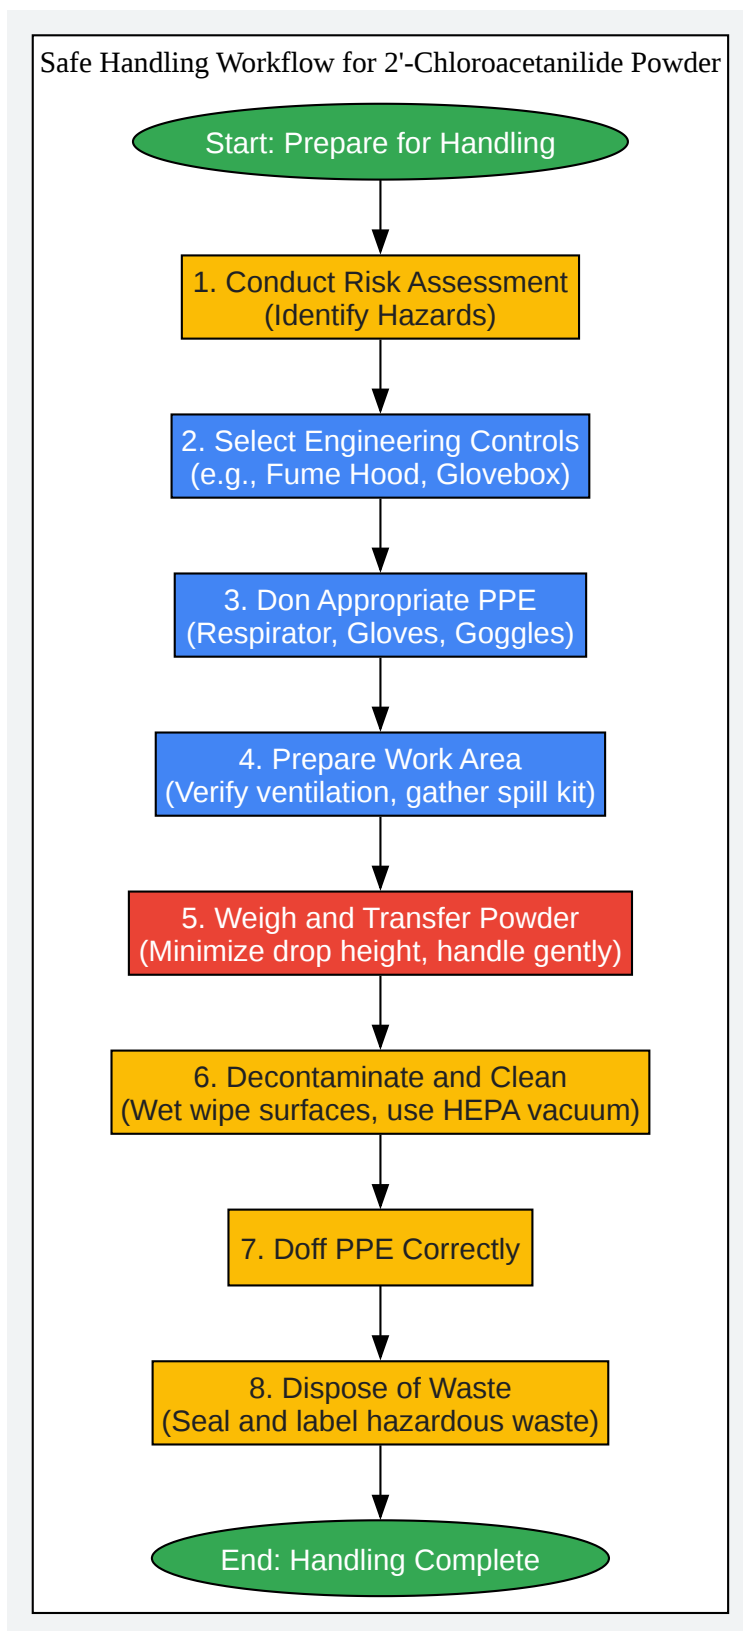 Safe Handling Workflow for 2'-Chloroacetanilide Powder
Start: Prepare for Handling
1. Conduct Risk Assessment
(Identify Hazards)
2. Select Engineering Controls
(e.g., Fume Hood, Glovebox)
3. Don Appropriate PPE
(Respirator, Gloves, Goggles)
4. Prepare Work Area
(Verify ventilation, gather spill kit)
5. Weigh and Transfer Powder
(Minimize drop height, handle gently)
6. Decontaminate and Clean
(Wet wipe surfaces, use HEPA vacuum)
7. Doff PPE Correctly
8. Dispose of Waste
(Seal and label hazardous waste)
End: Handling Complete